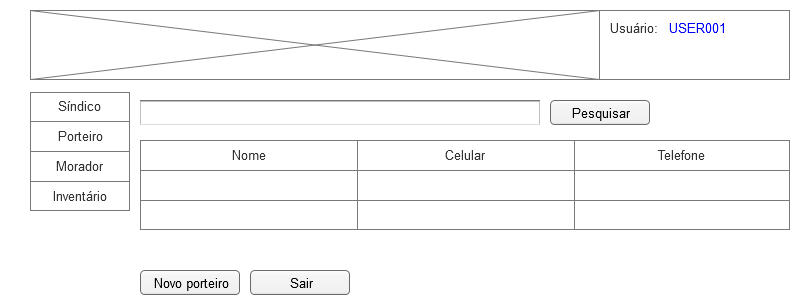 Usuário: USER001
Síndico
Porteiro
Morador
Inventário
Pesquisar
Nome Celular Telefone
Novo porteiro Sair